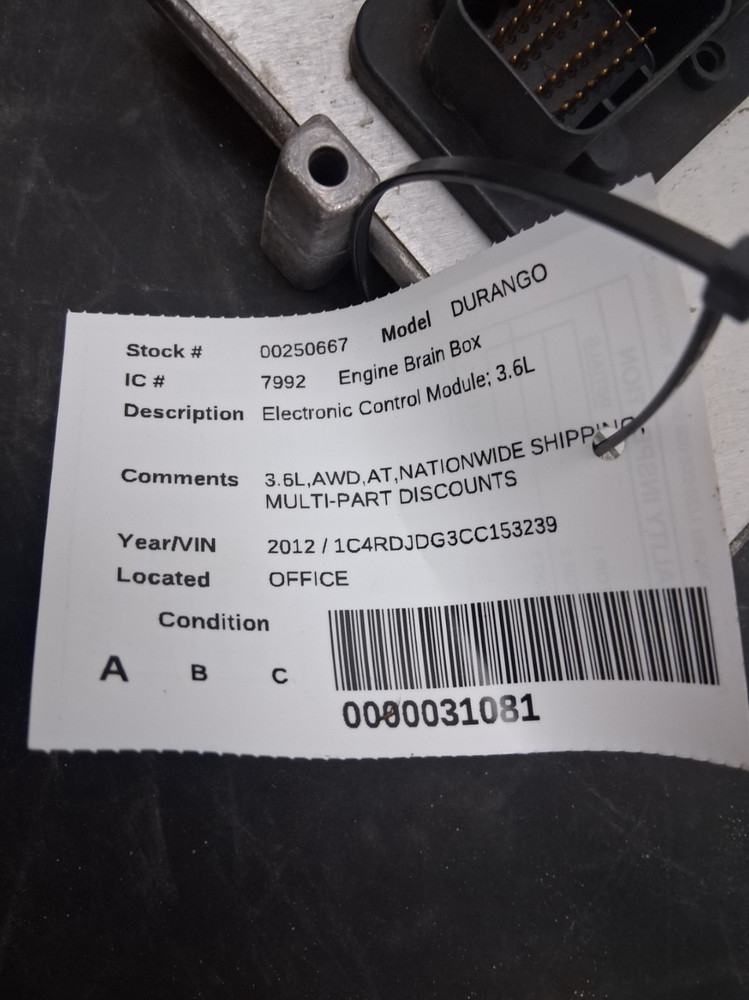 Stock # 00250667 Model DURANGO
IC # 7992 Engine Brain Box
Description Electronic Control Module; 3.6L
Comments 3.6L,AWD,AT,NATIONWIDE SHIPPING,
MULTI-PART DISCOUNTS
Year/VIN 2012 / 1C4RDJDG3CC153239
Located OFFICE
Condition
A B C
0000031081